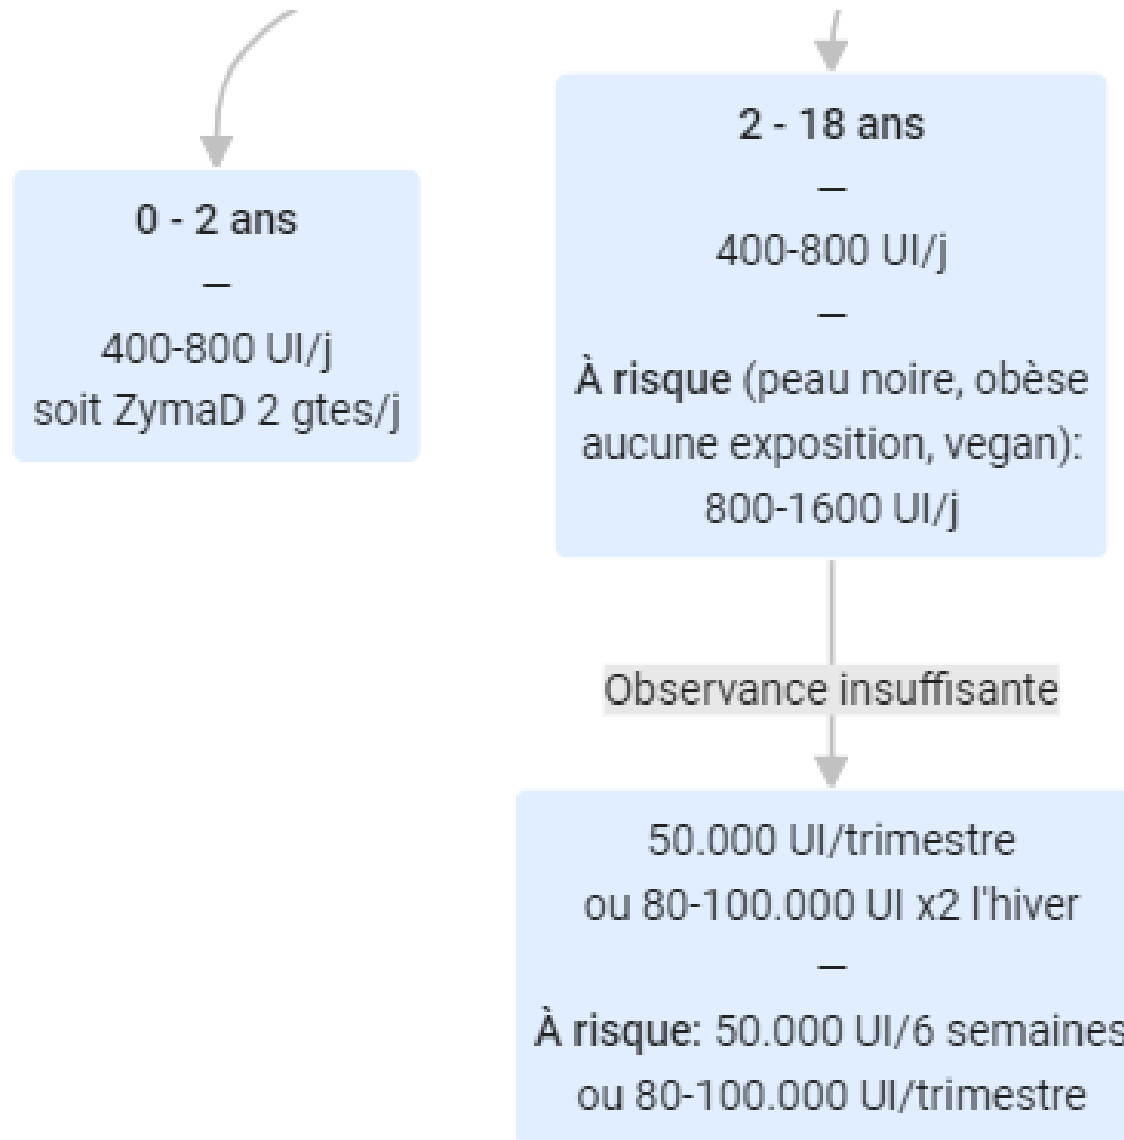 0 - 2 ans
–
400-800 UI/j
soit ZymaD 2 gtes/j
2 - 18 ans
–
400-800 UI/j
–
À risque (peau noire, obèse
aucune exposition, vegan):
800-1600 UI/j
Observance insuffisante
50.000 UI/trimestre
ou 80-100.000 UI x2 l'hiver
–
À risque: 50.000 UI/6 semaines
ou 80-100.000 UI/trimestre